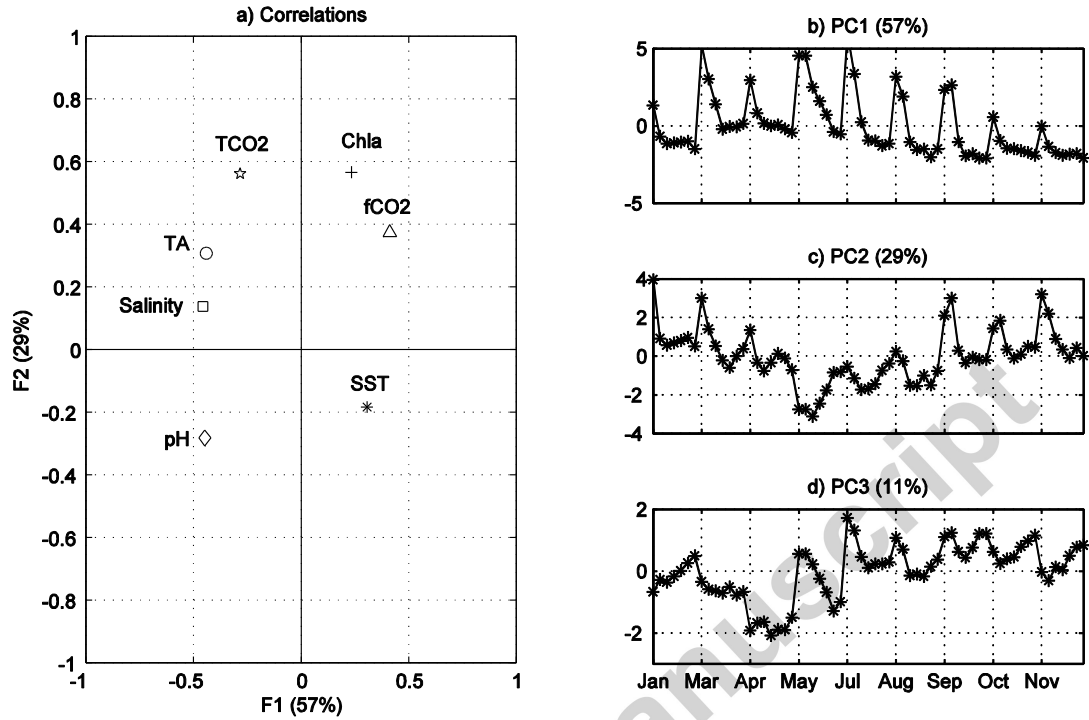 a) Correlations
1
0.8
0.6
0.4
0.2
0
-0.2
-0.4
-0.6
-0.8
-1
F2 (29%)
TCO2
Chla
fCO2
TA
Salinity
SST
pH
-1 -0.5 0 0.5 1
F1 (57%)
b) PC1 (57%)
5
0
-5
c) PC2 (29%)
4
2
0
-2
-4
d) PC3 (11%)
2
0
-2
Jan Mar Apr May Jul Aug Sep Oct Nov
anuscript